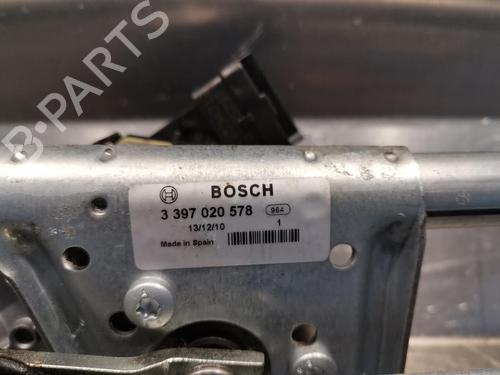 B-PARTS
BOSCH
3 397 020 578 964
13/12/10 1
Made in Spain